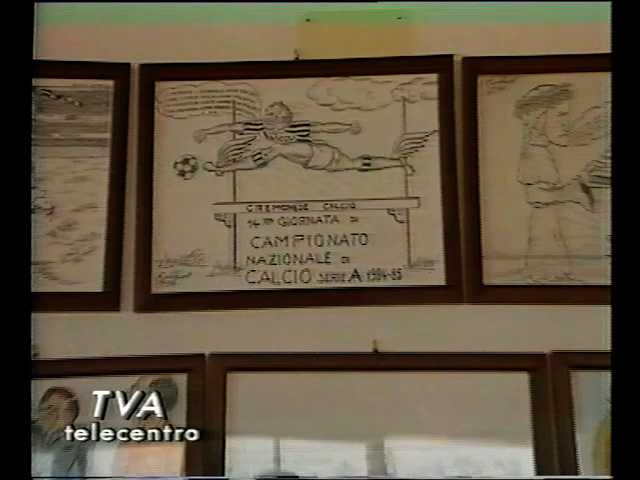 CREMONESE CALCIO
14ma GIORNATA DI
CAMPIONATO
NAZIONALE DI
CALCIO SERIE A 1984-85
TVA
telecentro